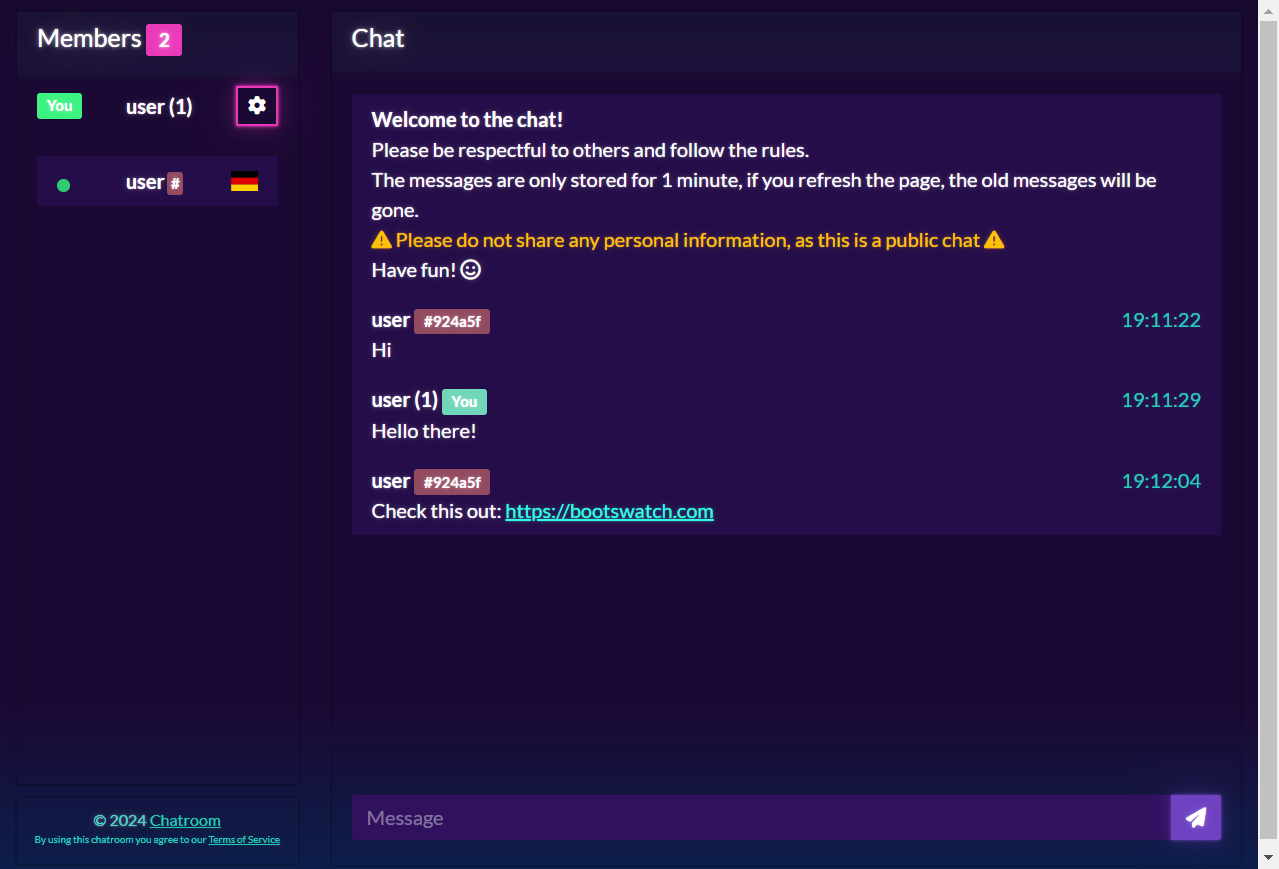 Members 2
You user (1)
user #
© 2024 Chatroom
By using this chatroom you agree to our Terms of Service
Chat
Welcome to the chat!
Please be respectful to others and follow the rules.
The messages are only stored for 1 minute, if you refresh the page, the old messages will be
gone.
Please do not share any personal information, as this is a public chat
Have fun!
user #924a5f 19:11:22
Hi
user (1) You 19:11:29
Hello there!
user #924a5f 19:12:04
Check this out: https://bootswatch.com
Message